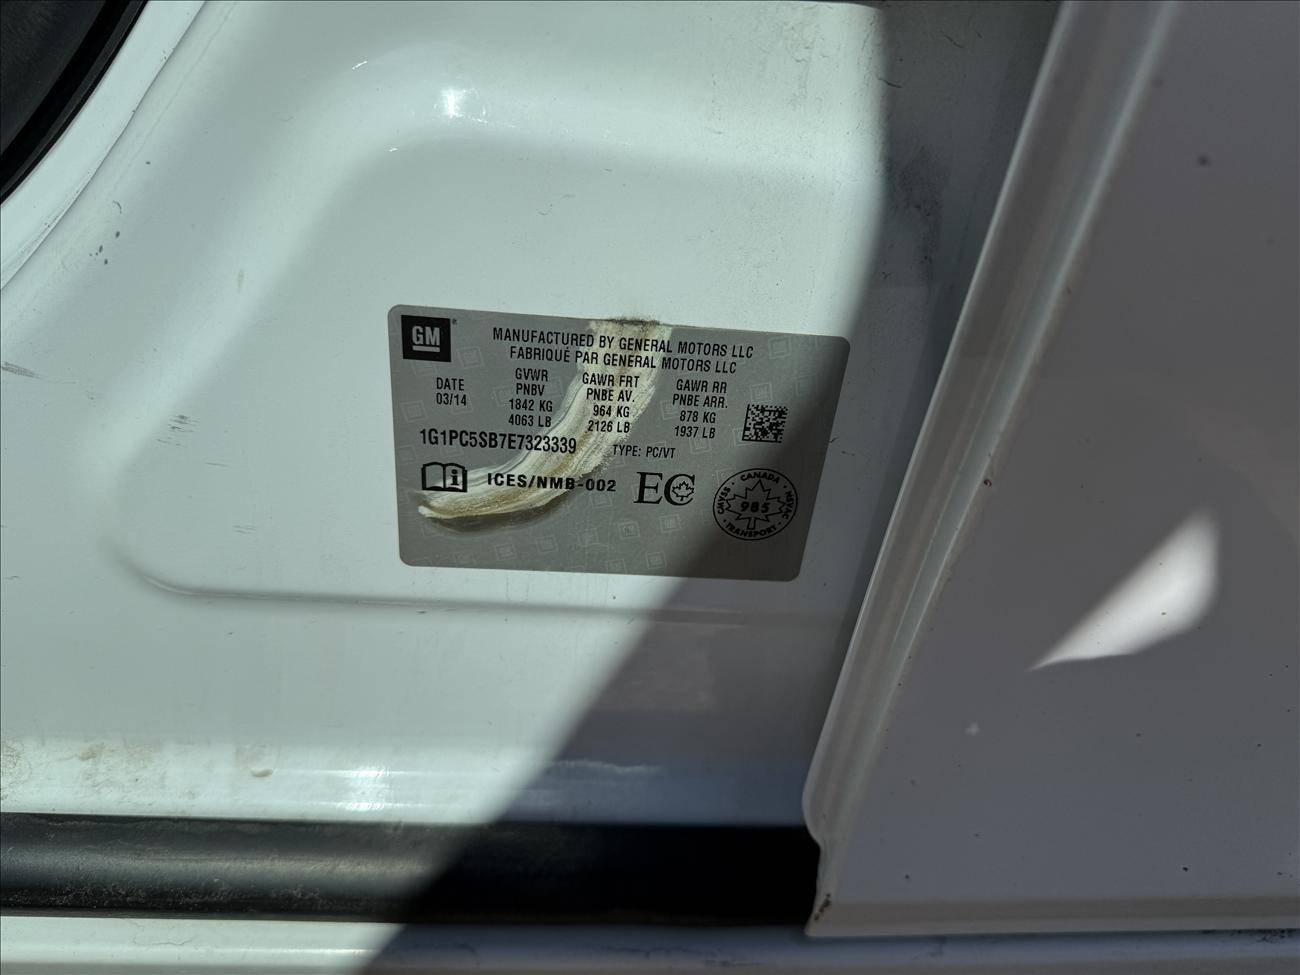 GM
MANUFACTURED BY GENERAL MOTORS LLC
FABRIQUÉ PAR GENERAL MOTORS LLC
DATE
03/14
GVWR
PNBV
1842 KG
4063 LB
GAWR FRT
PNBE AV.
964 KG
2126 LB
GAWR RR
PNBE ARR.
878 KG
1937 LB
1G1PC5SB7E7323339 TYPE: PC/VT
i ICES/NMB-002 EC
CANADA
CMVSS 985 NSVAC
TRANSPORT